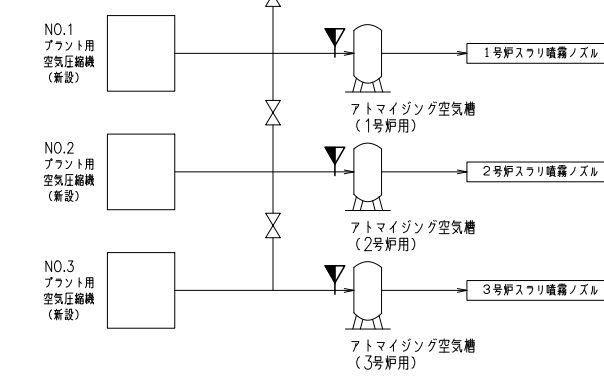 NO.1
プラント用
空気圧縮機
(新設)
1号炉スラリ噴霧ノズル
アトマイジング空気槽
(1号炉用)
NO.2
プラント用
空気圧縮機
(新設)
2号炉スラリ噴霧ノズル
アトマイジング空気槽
(2号炉用)
NO.3
プラント用
空気圧縮機
(新設)
3号炉スラリ噴霧ノズル
アトマイジング空気槽
(3号炉用)